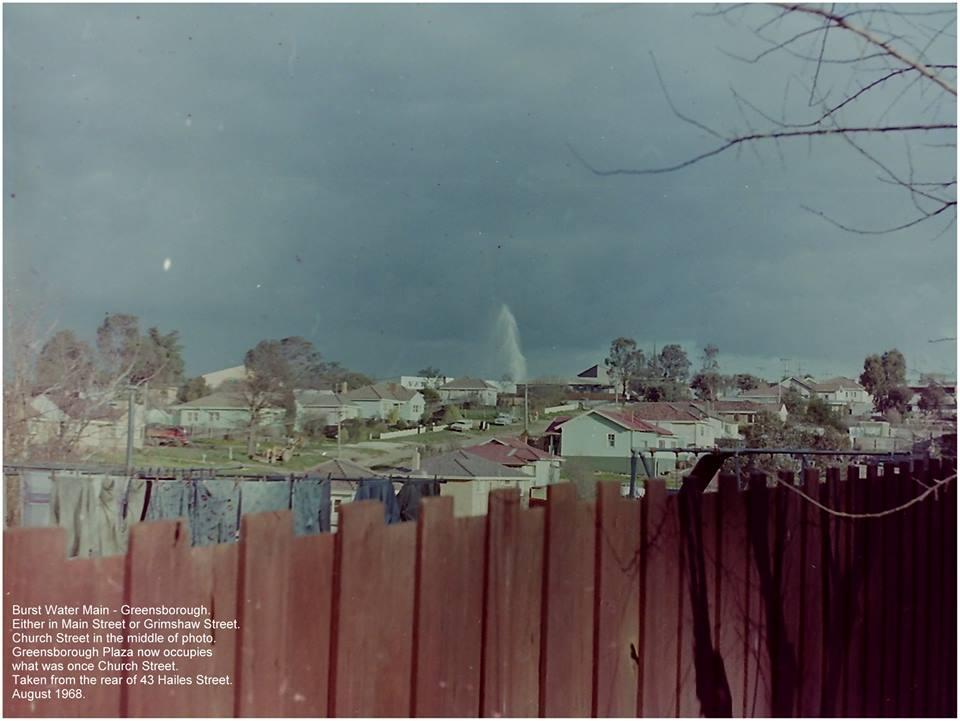 Burst Water Main - Greensborough.
Either in Main Street or Grimshaw Street.
Church Street in the middle of photo.
Greensborough Plaza now occupies
what was once Church Street.
Taken from the rear of 43 Hailes Street.
August 1968.